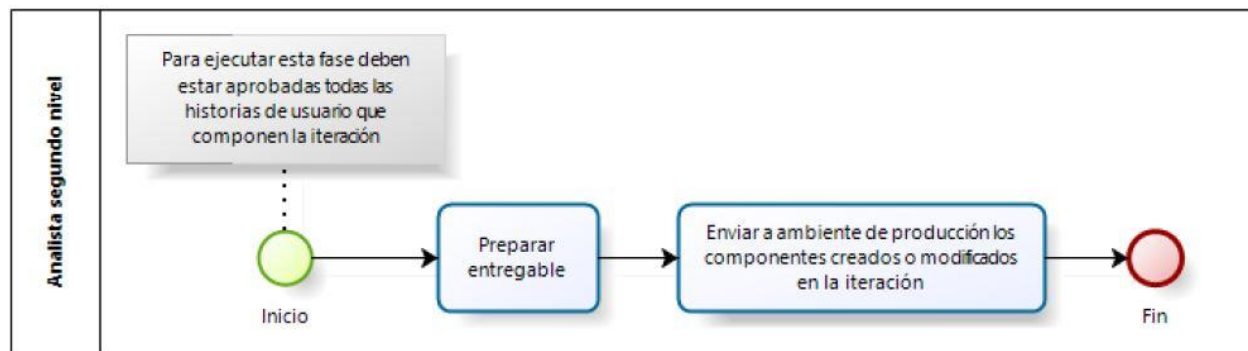 Analista segundo nivel
Para ejecutar esta fase deben
estar aprobadas todas las
historias de usuario que
componen la iteración
Preparar
entregable
Enviar a ambiente de producción los
componentes creados o modificados
en la iteración
Inicio
Fin